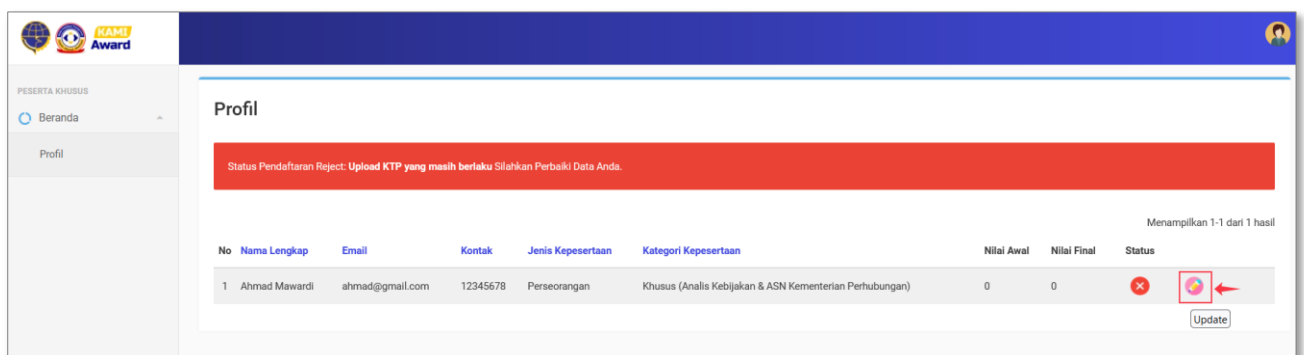 KAMI
Award
PESERTA KHUSUS
Beranda
Profil
Profil
Status Pendaftaran Reject: Upload KTP yang masih berlaku Silahkan Perbaiki Data Anda.
Menampilkan 1-1 dari 1 hasil
No Nama Lengkap Email Kontak Jenis Kepesertaan Kategori Kepesertaan Nilai Awal Nilai Final Status
1 Ahmad Mawardi ahmad@gmail.com 12345678 Perseorangan Khusus (Analis Kebijakan & ASN Kementerian Perhubungan) 0 0
Update